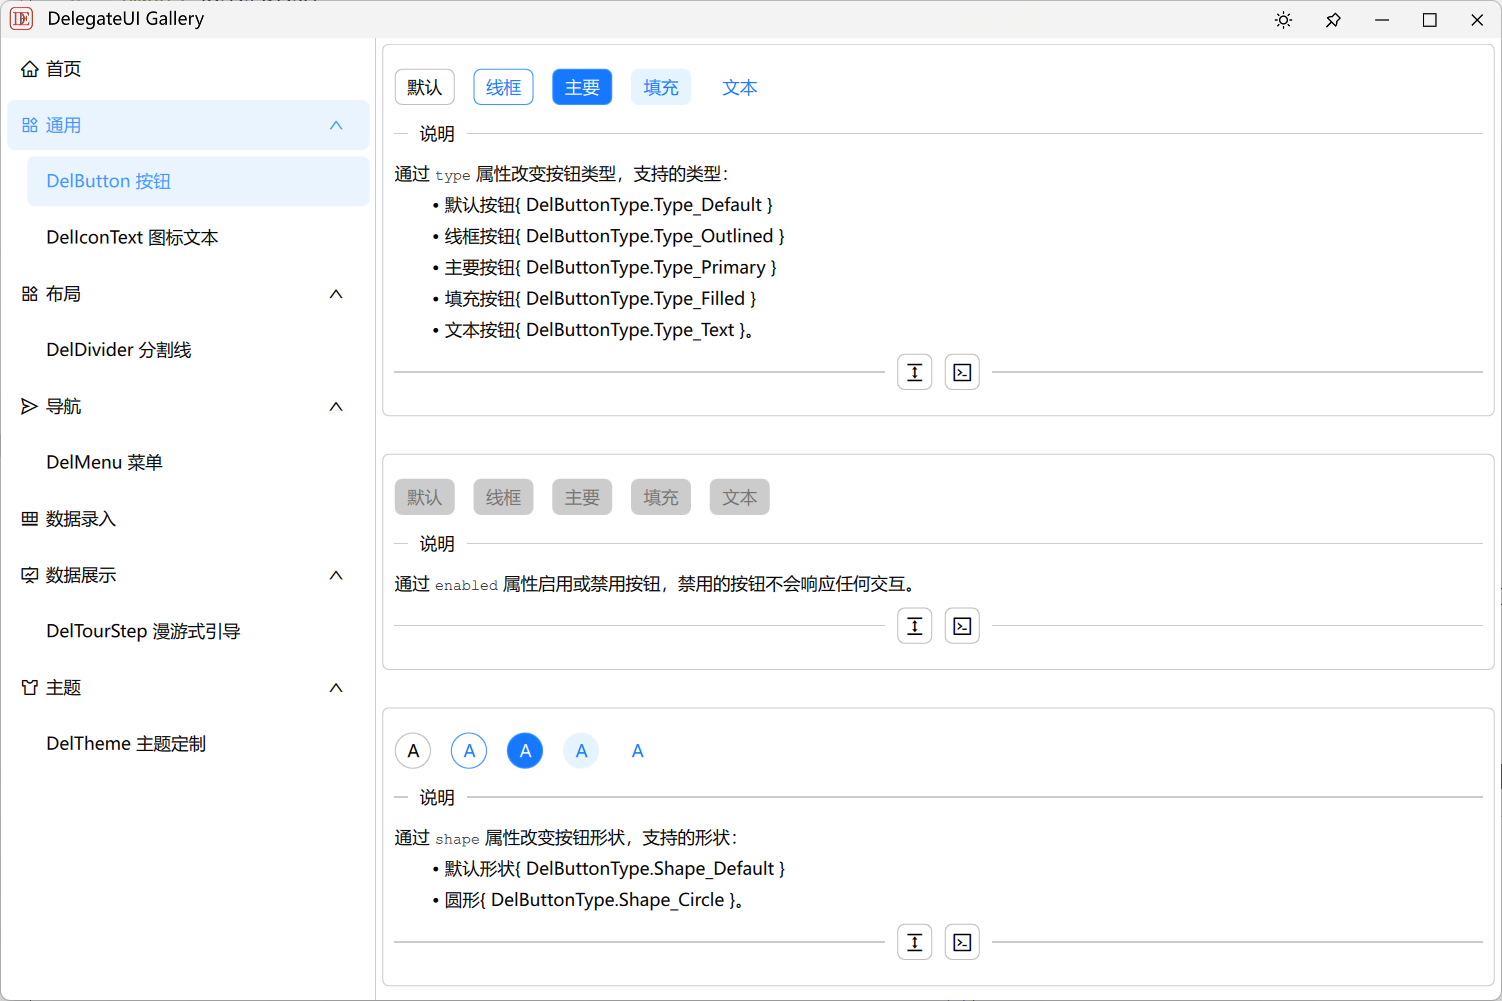 DelegateUI Gallery
首页
通用
DelButton 按钮
DelIconText 图标文本
布局
DelDivider 分割线
导航
DelMenu 菜单
数据录入
数据展示
DelTourStep 漫游式引导
主题
DelTheme 主题定制
默认 线框 主要 填充 文本
说明
通过 type 属性改变按钮类型，支持的类型：
• 默认按钮{ DelButtonType.Type_Default }
• 线框按钮{ DelButtonType.Type_Outlined }
• 主要按钮{ DelButtonType.Type_Primary }
• 填充按钮{ DelButtonType.Type_Filled }
• 文本按钮{ DelButtonType.Type_Text }。
默认 线框 主要 填充 文本
说明
通过 enabled 属性启用或禁用按钮，禁用的按钮不会响应任何交互。
A A A A A
说明
通过 shape 属性改变按钮形状，支持的形状：
• 默认形状{ DelButtonType.Shape_Default }
• 圆形{ DelButtonType.Shape_Circle }。